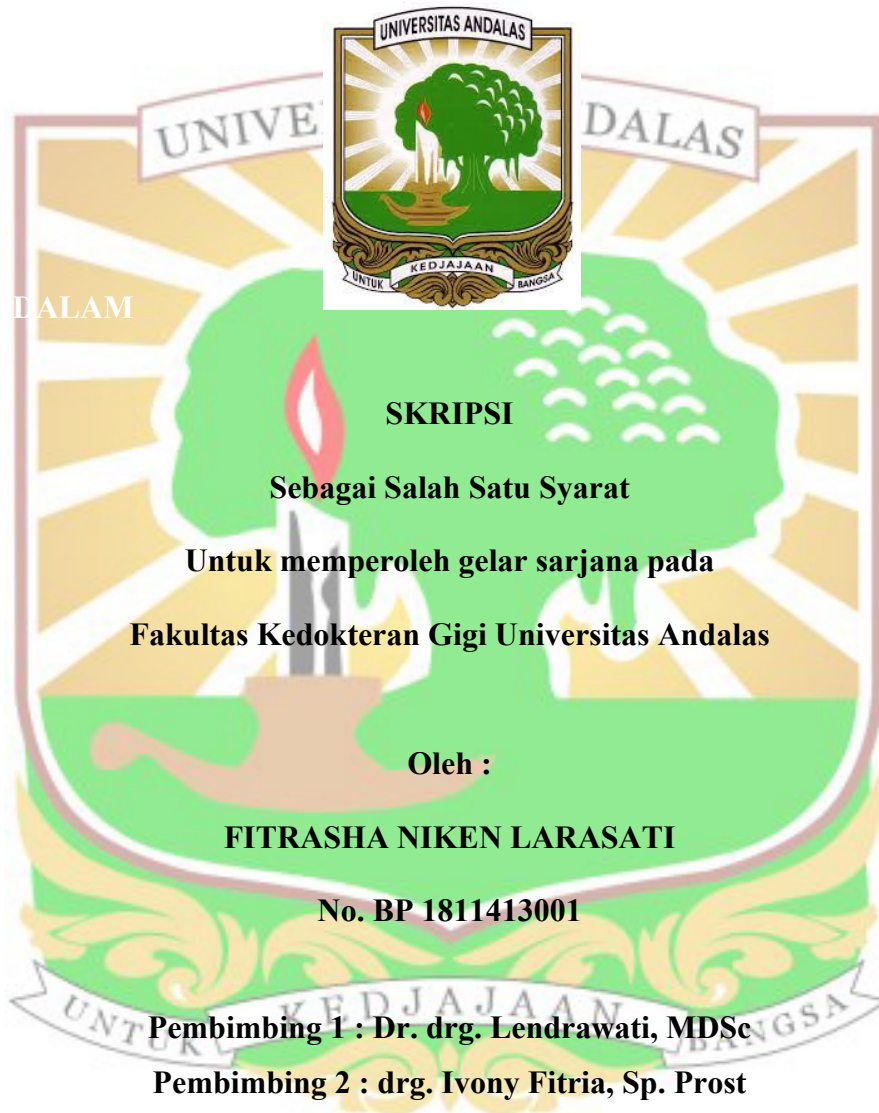 UNIVERSITAS ANDALAS
UNTUK KEDJAJAAN BANGSA
DALAM
SKRIPSI
Sebagai Salah Satu Syarat
Untuk memperoleh gelar sarjana pada
Fakultas Kedokteran Gigi Universitas Andalas
Oleh :
FITRASHA NIKEN LARASATI
No. BP 1811413001
Pembimbing 1 : Dr. drg. Lendrawati, MDSc
Pembimbing 2 : drg. Ivony Fitria, Sp. Prost
UNTUK KEDJAJAAN BANGSA